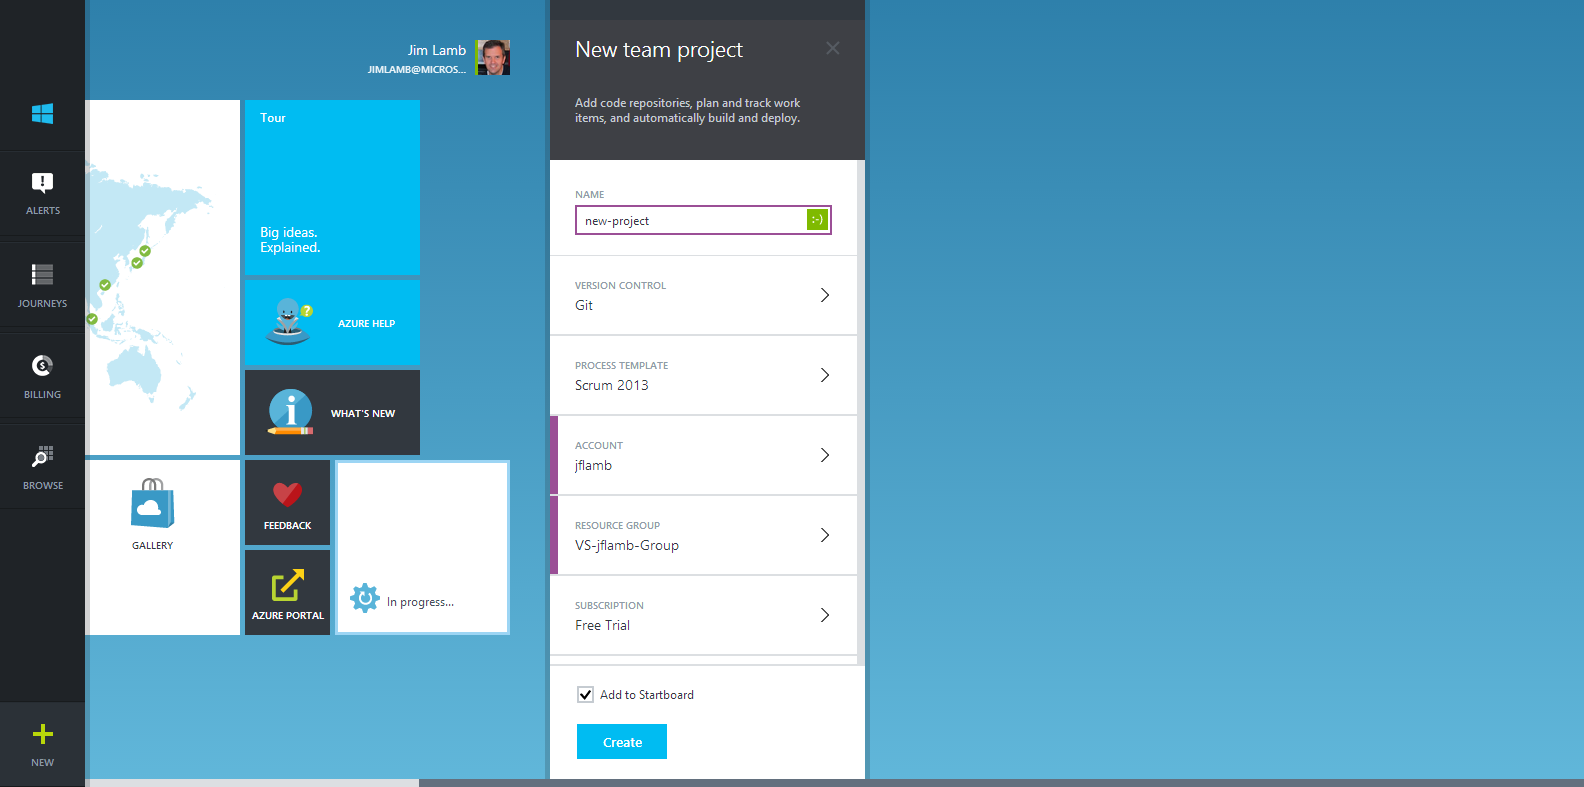 ALERTS
JOURNEYS
BILLING
BROWSE
NEW
Jim Lamb
JIMLAMB@MICROS...
Tour
Big ideas.
Explained.
AZURE HELP
WHAT'S NEW
GALLERY
FEEDBACK
AZURE PORTAL
In progress...
New team project
Add code repositories, plan and track work
items, and automatically build and deploy.
NAME
new-project :-)
VERSION CONTROL
Git
PROCESS TEMPLATE
Scrum 2013
ACCOUNT
jflamb
RESOURCE GROUP
VS-jflamb-Group
SUBSCRIPTION
Free Trial
Add to Startboard
Create